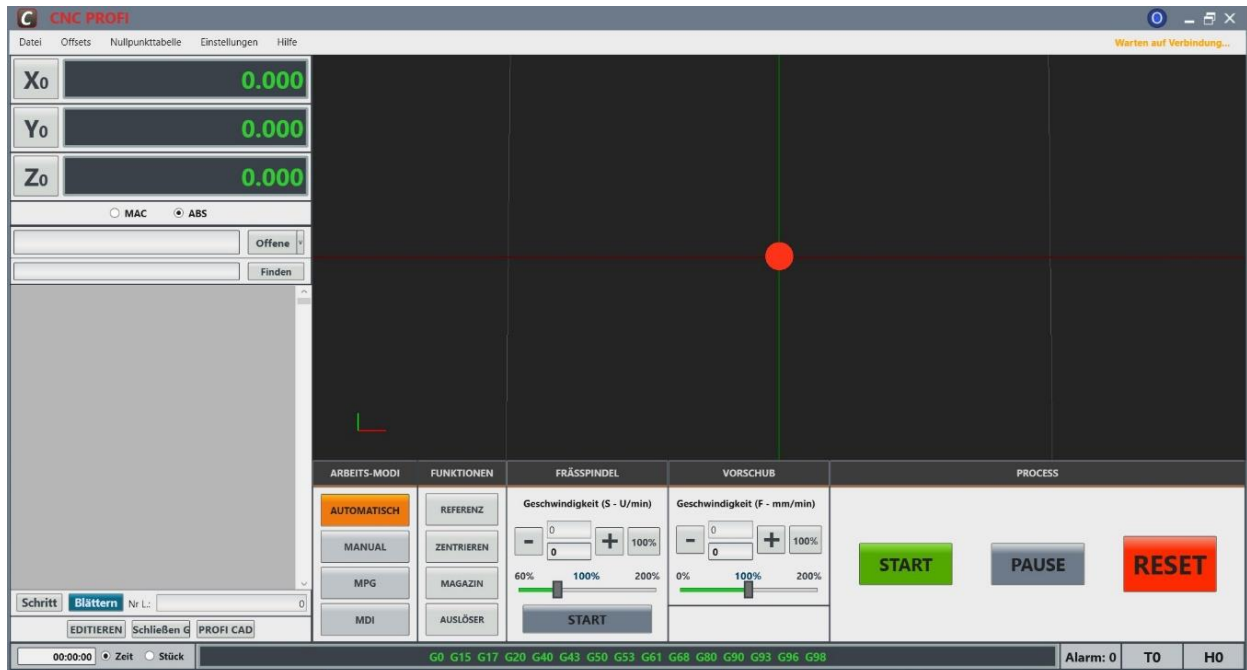 C CNC PROFI O
Datei Offsets Nullpunkttabelle Einstellungen Hilfe Warten auf Verbindung...
X0 0.000
Y0 0.000
Z0 0.000
MAC ABS
Offene
Finden
ARBEITS-MODI FUNKTIONEN FRÄSSPINDEL VORSCHUB PROCESS
AUTOMATISCH REFERENZ Geschwindigkeit (S - U/min) Geschwindigkeit (F - mm/min)
MANUAL ZENTRIEREN - 0 0 + 100% - 0 0 + 100% START PAUSE RESET
MPG MAGAZIN 60% 100% 200% 0% 100% 200%
Schritt Blättern Nr L.: 0
MDI AUSLÖSER START
EDITIEREN Schließen G PROFI CAD
00:00:00 Zeit Stück G0 G15 G17 G20 G40 G43 G50 G53 G61 G68 G80 G90 G93 G96 G98 Alarm: 0 T0 H0